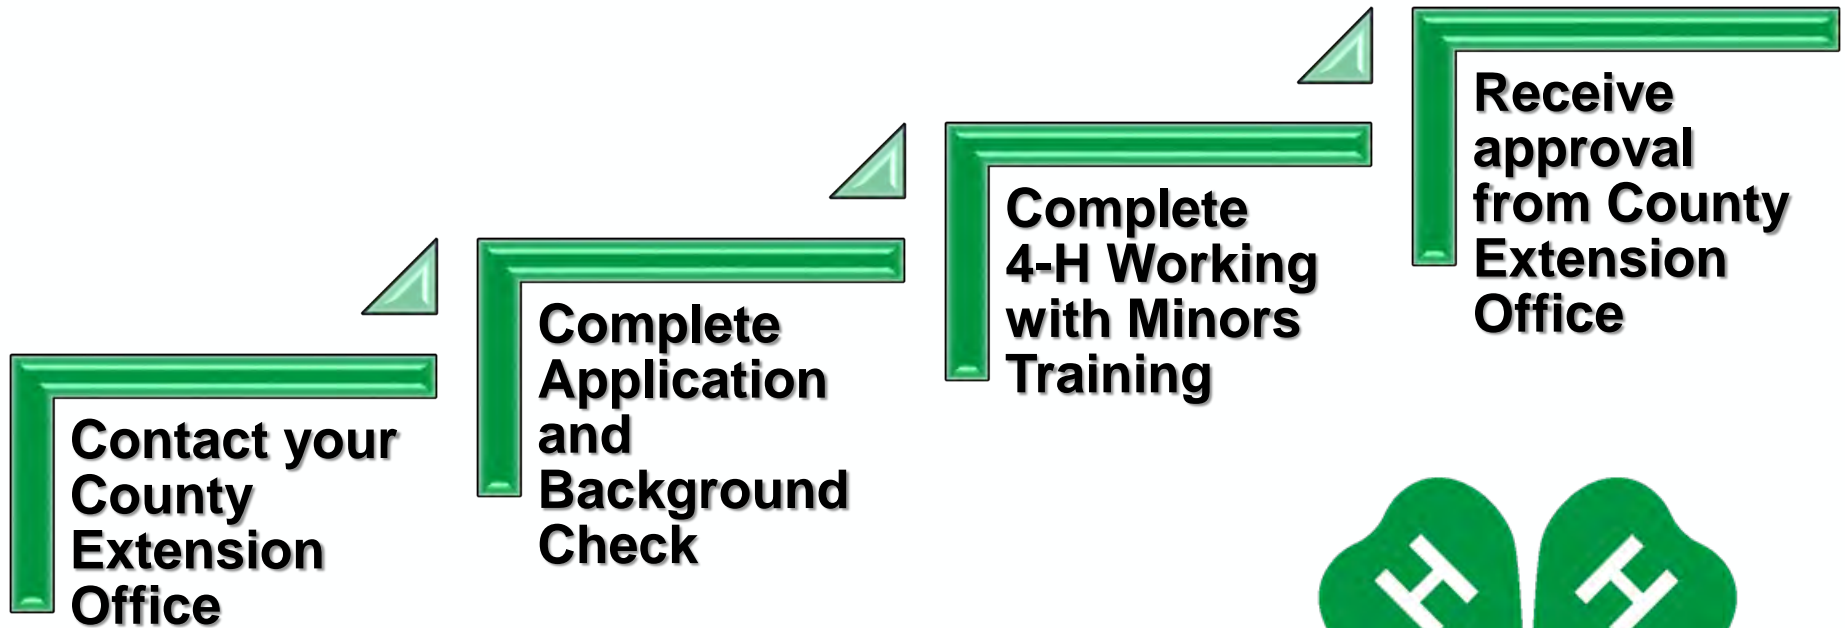 Contact your
County
Extension
Office
Complete
Application
and
Background
Check
Complete
4-H Working
with Minors
Training
Receive
approval
from County
Extension
Office
H
H